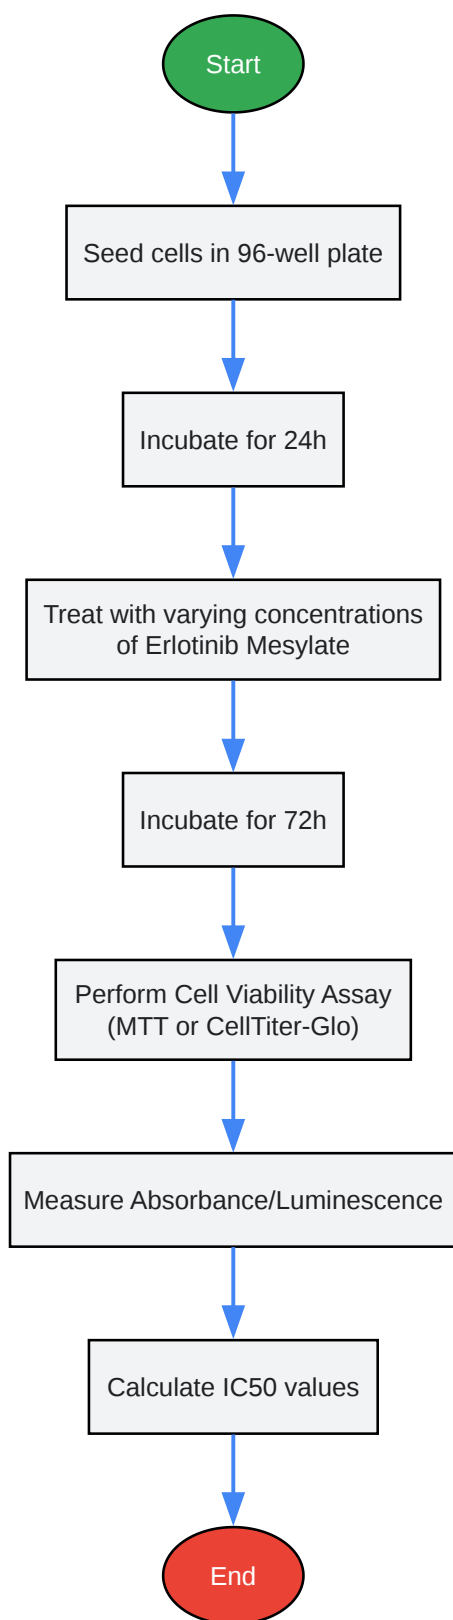 Start
Seed cells in 96-well plate
Incubate for 24h
Treat with varying concentrations
of Erlotinib Mesylate
Incubate for 72h
Perform Cell Viability Assay
(MTT or CellTiter-Glo)
Measure Absorbance/Luminescence
Calculate IC50 values
End